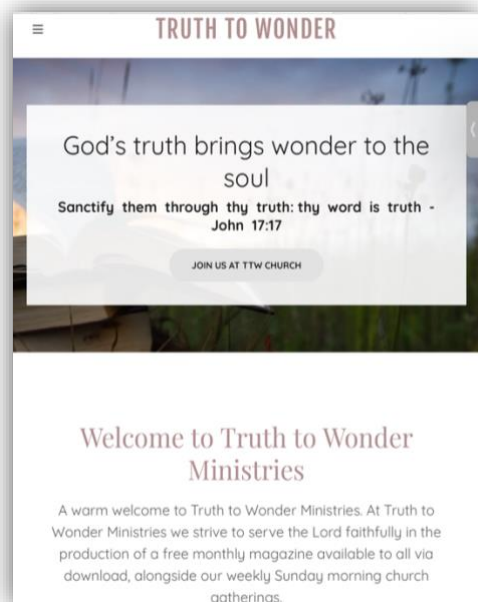 TRUTH TO WONDER
God's truth brings wonder to the
soul
Sanctify them through thy truth: thy word is truth -
John 17:17
JOIN US AT TTW CHURCH
Welcome to Truth to Wonder
Ministries
A warm welcome to Truth to Wonder Ministries. At Truth to
Wonder Ministries we strive to serve the Lord faithfully in the
production of a free monthly magazine available to all via
download, alongside our weekly Sunday morning church
gatherings.